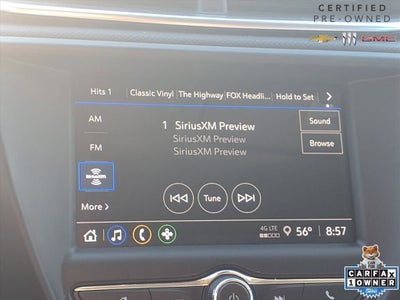 CERTIFIED
PRE-OWNED
GMC
Hits 1 Classic Vinyl The Highway FOX Headli... Hold to Set
AM
1 SiriusXM Preview
Sound
FM
SiriusXM Preview
Browse
SiriusXM Preview
More >
Tune
4G LTE
56° 8:57
CARFAX
1 OWNER